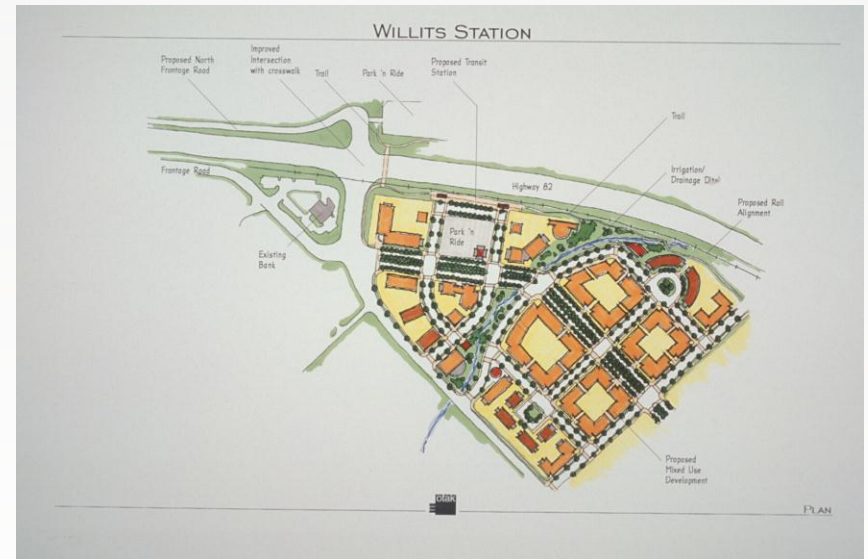 WILLITS STATION
Proposed North
Frontage Road
Improved
Intersection
with crosswalk
Trail
Park 'n Ride
Proposed Transit
Station
Trail
Irrigation/
Drainage Ditch
Proposed Rail
Alignment
Highway 82
Frontage Road
Park 'n
Ride
Existing
Bank
Proposed
Mixed Use
Development
otak
PLAN